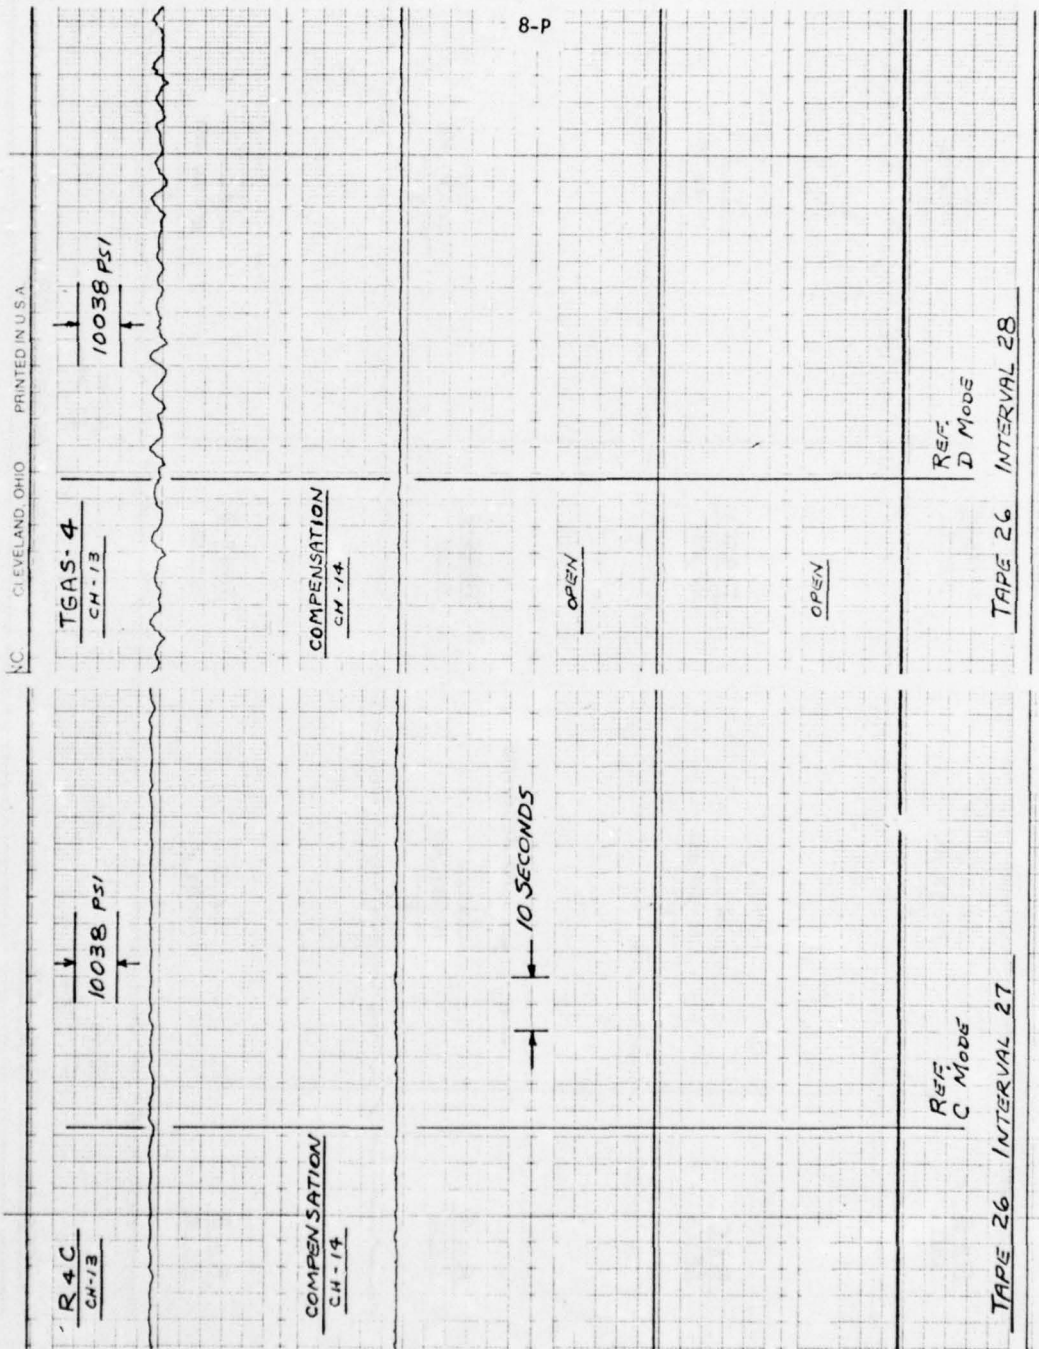 8-P
R4C
CH-13
10038 PSI
COMPENSATION
CH-14
10 SECONDS
REF.
C MODE
TAPE 26 INTERVAL 27
NC. CLEVELAND, OHIO PRINTED IN U.S.A.
TGAS-4
CH-13
10038 PSI
COMPENSATION
CH-14
OPEN
OPEN
REF.
D MODE
TAPE 26 INTERVAL 28